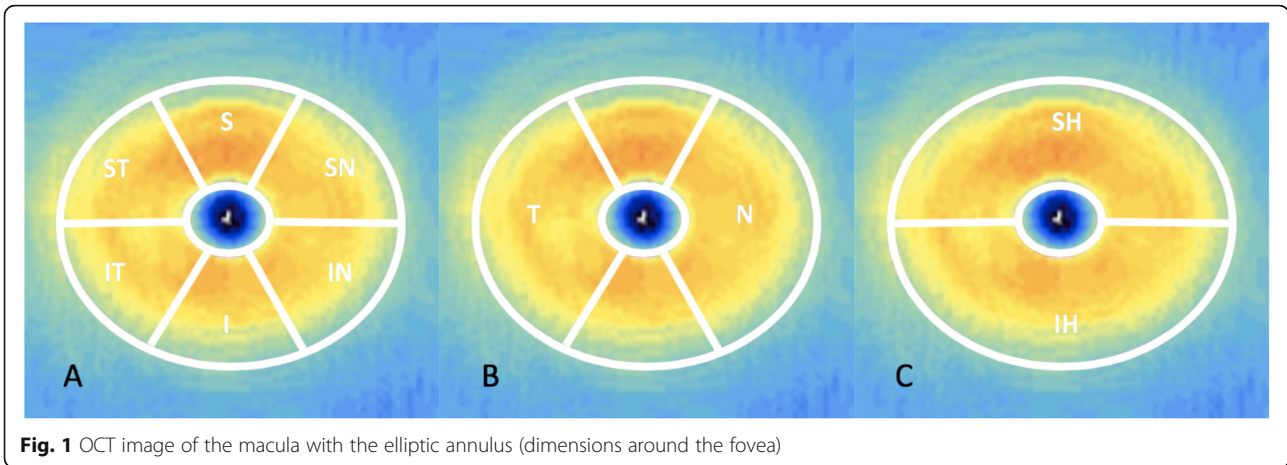 S
ST SN
IT IN
I
A
T N
B
SH
IH
C
Fig. 1 OCT image of the macula with the elliptic annulus (dimensions around the fovea)